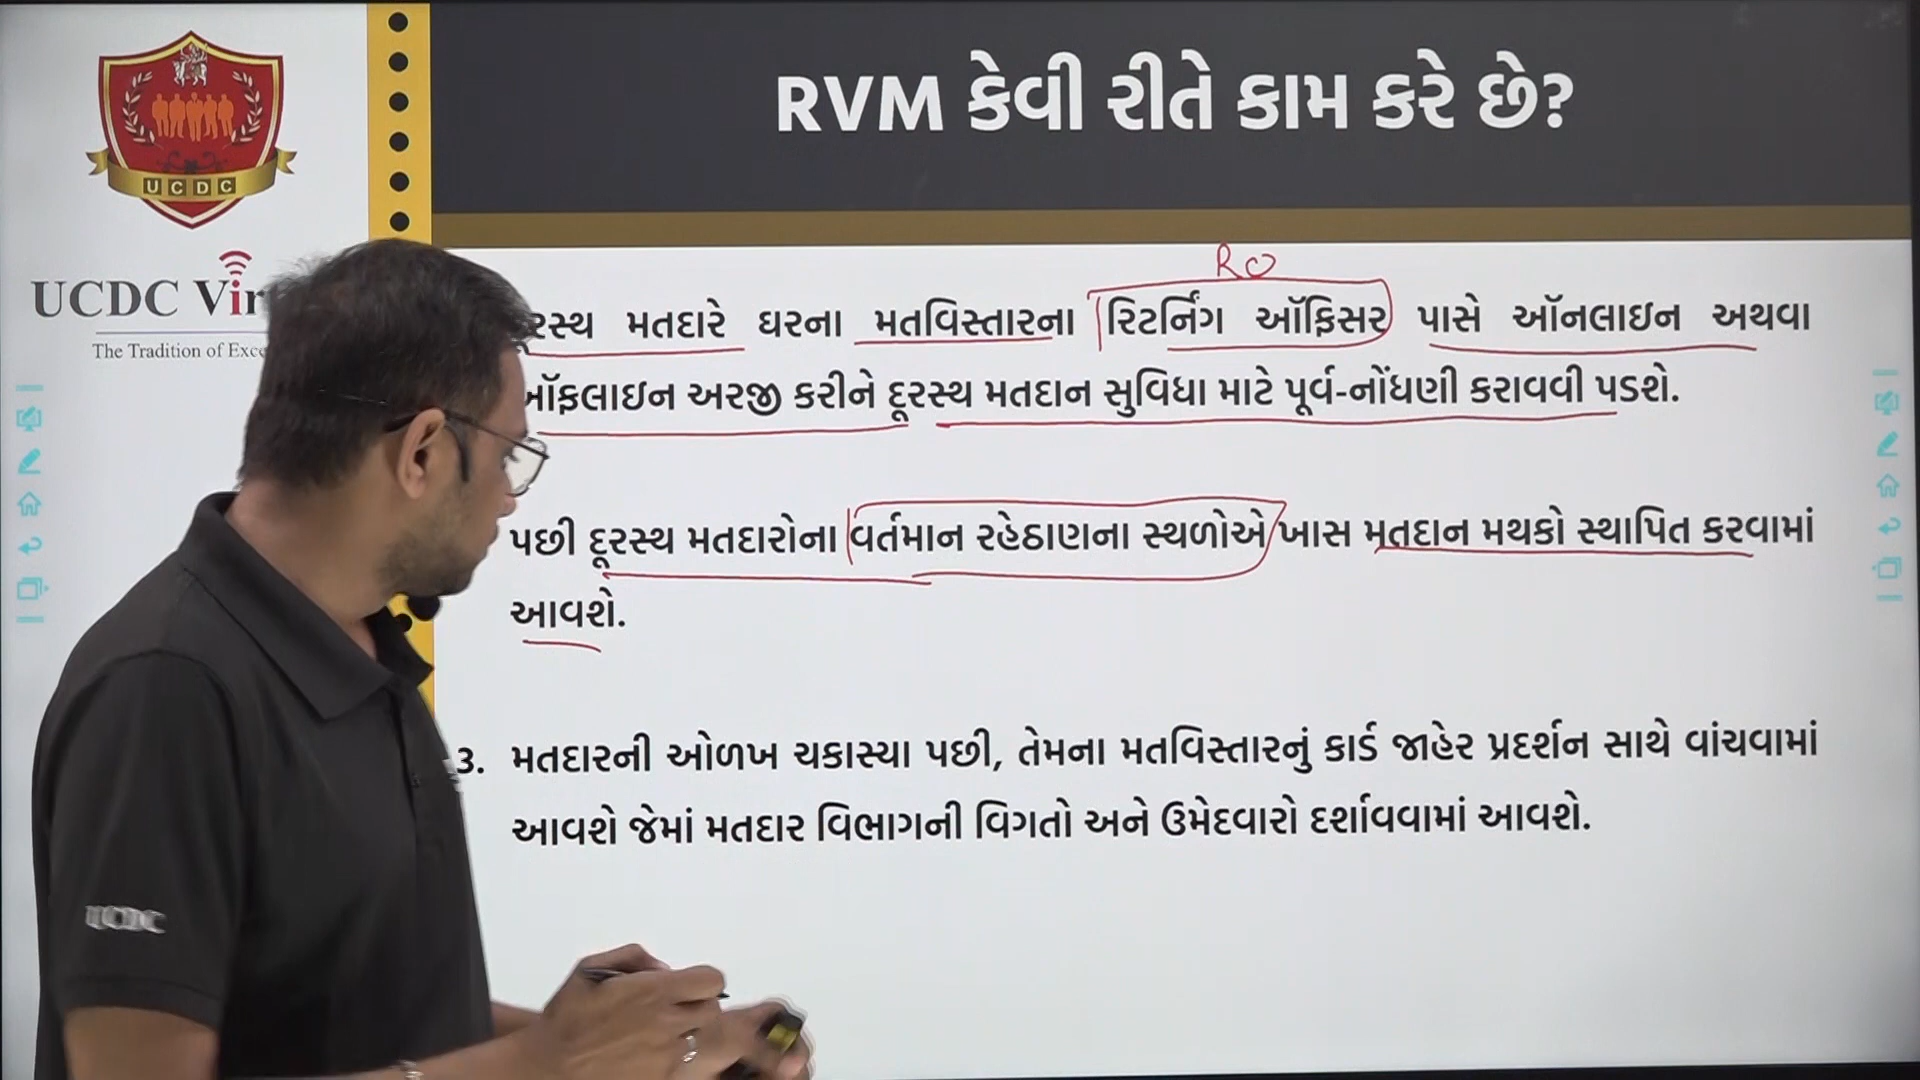 RVM કેવી રીતે કામ કરે છે?
UCDC
UCDC
The Tradition of
RO
મતદારે ઘરના મતવિસ્તારના રિટર્નિંગ ઑફિસર પાસે ઑનલાઇન અથવા
અરજી કરીને દૂરસ્થ મતદાન સુવિધા માટે પૂર્વ-નોંધણી કરાવવી પડશે.
પછી દૂરસ્થ મતદારોના વર્તમાન રહેઠાણના સ્થળોએ ખાસ મતદાન મથકો સ્થાપિત કરવામાં
આવશે.
3. મતદારની ઓળખ ચકાસ્યા પછી, તેમના મતવિસ્તારનું કાર્ડ જાહેર પ્રદર્શન સાથે વાંચવામાં
આવશે જેમાં મતદાર વિભાગની વિગતો અને ઉમેદવારો દર્શાવવામાં આવશે.
UCDC